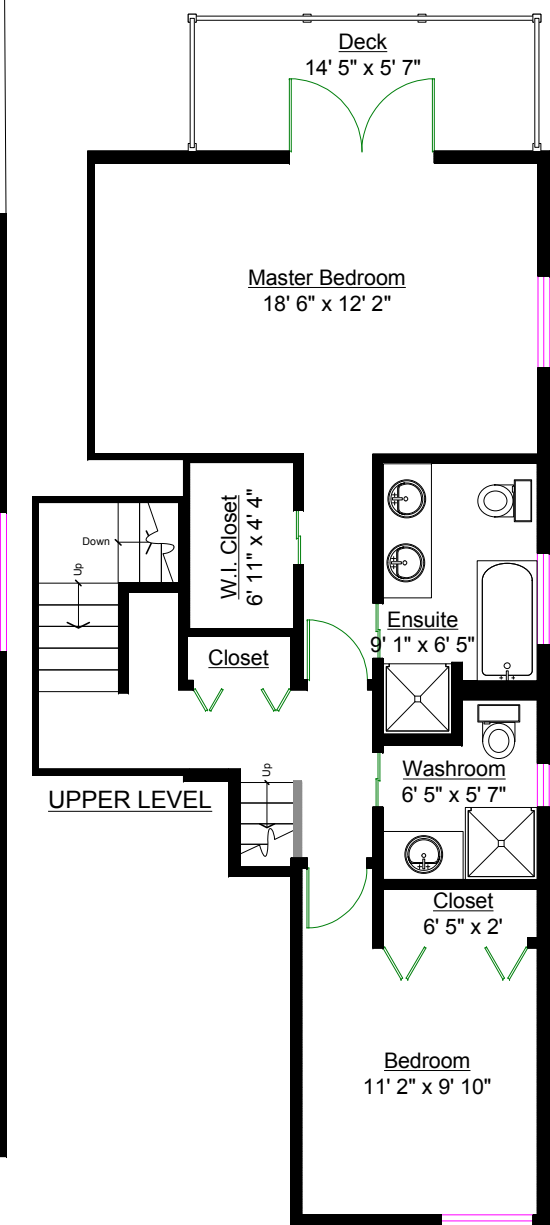 Deck
14' 5" x 5' 7"
Master Bedroom
18' 6" x 12' 2"
W.I. Closet
6' 11" x 4' 4"
Down
Up
Ensuite
9' 1" x 6' 5"
Closet
Up
Washroom
6' 5" x 5' 7"
UPPER LEVEL
Closet
6' 5" x 2'
Bedroom
11' 2" x 9' 10"